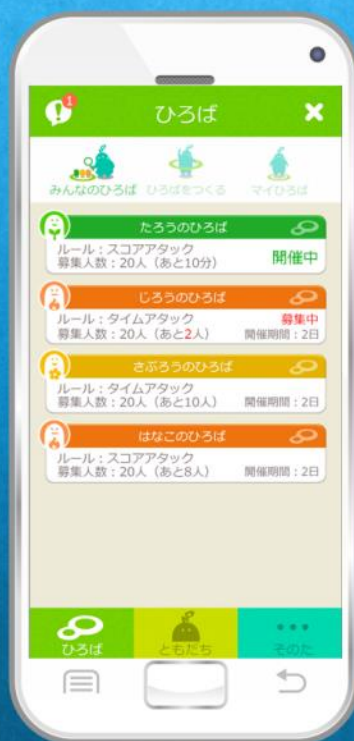 1
ひろば
みんなのひろば ひろばをつくる マイひろば
たろうのひろば
ルール：スコアアタック
募集人数：20人（あと10分） 開催中
じろうのひろば
ルール：タイムアタック 募集中
募集人数：20人（あと2人） 開催期間：2日
さぶろうのひろば
ルール：タイムアタック
募集人数：20人（あと10人） 開催期間：2日
はなこのひろば
ルール：スコアアタック
募集人数：20人（あと8人） 開催期間：2日
ひろば ともだち そのた